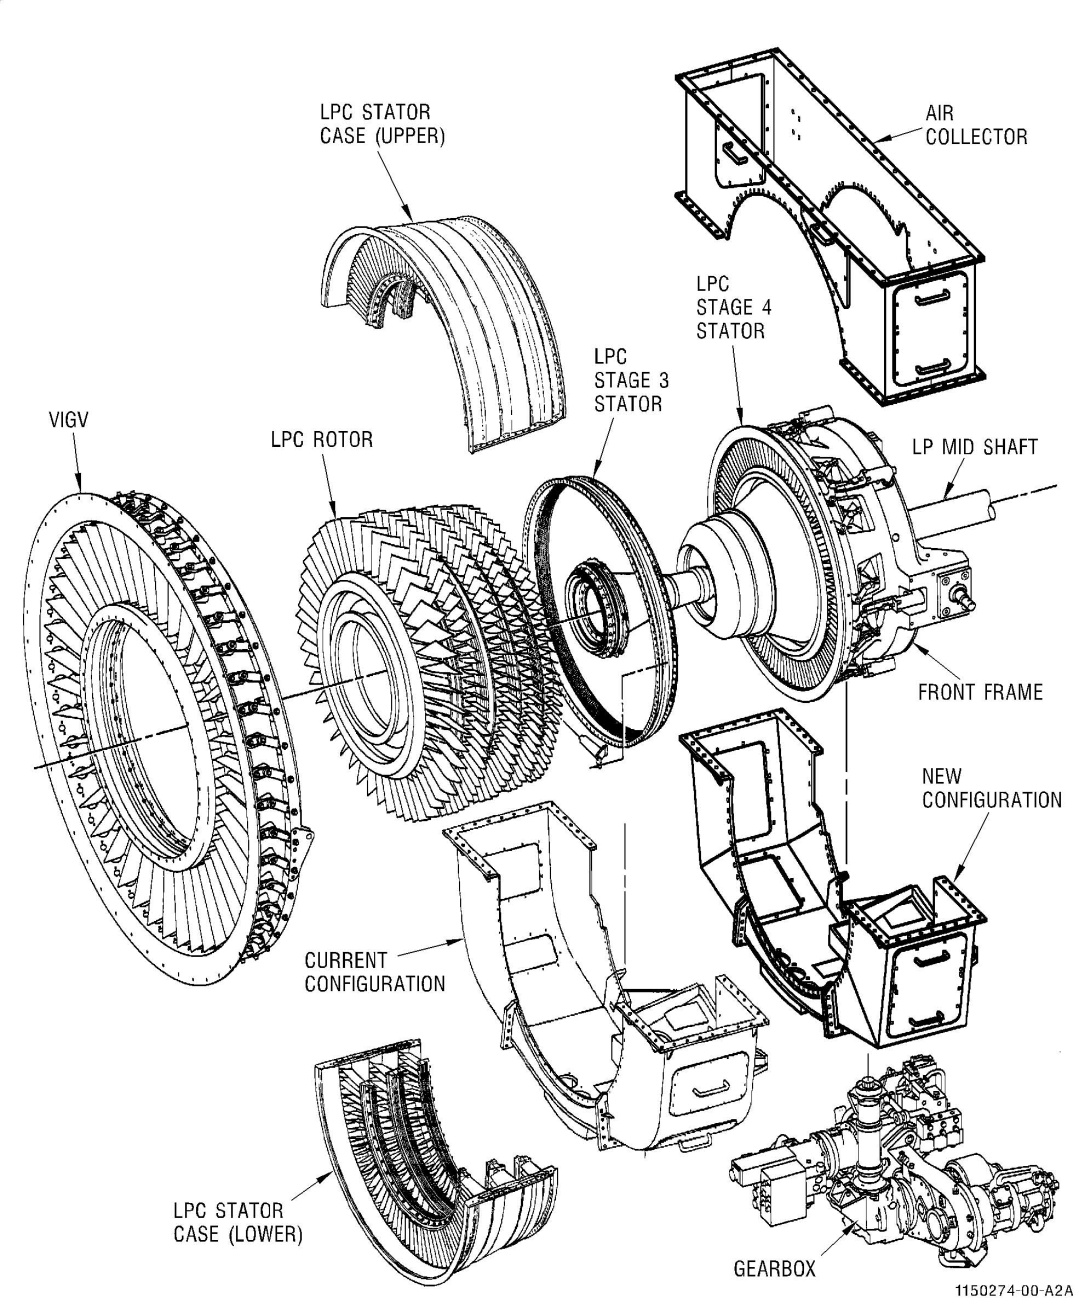 LPC STATOR
CASE (UPPER)
AIR
COLLECTOR
LPC
STAGE 4
STATOR
LPC
STAGE 3
STATOR
VIGV
LPC ROTOR
LP MID SHAFT
FRONT FRAME
NEW
CONFIGURATION
CURRENT
CONFIGURATION
LPC STATOR
CASE (LOWER)
GEARBOX
1150274-00-A2A